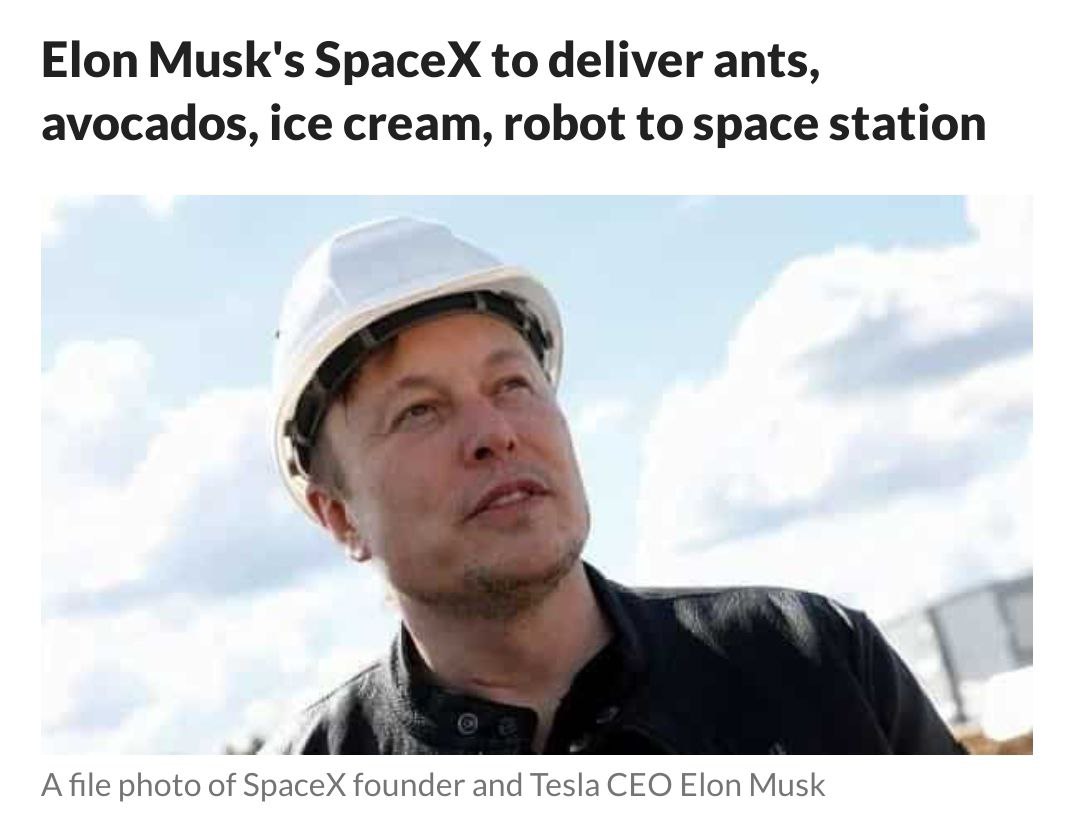 Elon Musk's SpaceX to deliver ants,
avocados, ice cream, robot to space station
A file photo of SpaceX founder and Tesla CEO Elon Musk